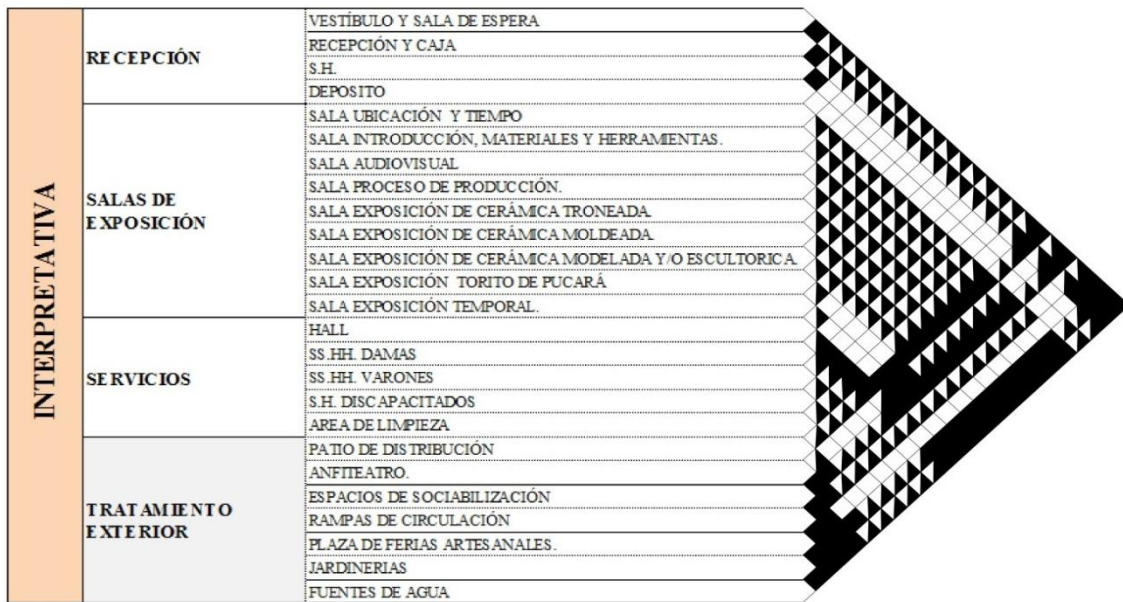 INTERPRETATIVA
RECEPCIÓN
VESTÍBULO Y SALA DE ESPERA
RECEPCIÓN Y CAJA
S.H.
DEPOSITO
SALAS DE
EXPOSICIÓN
SALA UBICACIÓN Y TIEMPO
SALA INTRODUCCIÓN, MATERIALES Y HERRAMIENTAS.
SALA AUDIOVISUAL
SALA PROCESO DE PRODUCCIÓN.
SALA EXPOSICIÓN DE CERÁMICA TRONEADA.
SALA EXPOSICIÓN DE CERÁMICA MOLDEADA.
SALA EXPOSICIÓN DE CERÁMICA MODELADA Y/O ESCULTORICA.
SALA EXPOSICIÓN TORITO DE PUCARÁ
SALA EXPOSICIÓN TEMPORAL.
SERVICIOS
HALL
SS.HH. DAMAS
SS.HH. VARONES
S.H. DISCAPACITADOS
AREA DE LIMPIEZA
TRATAMIENTO
EXTERIOR
PATIO DE DISTRIBUCIÓN
ANFITEATRO.
ESPACIOS DE SOCIABILIZACIÓN
RAMPAS DE CIRCULACIÓN
PLAZA DE FERIAS ARTESANALES.
JARDINERIAS
FUENTES DE AGUA